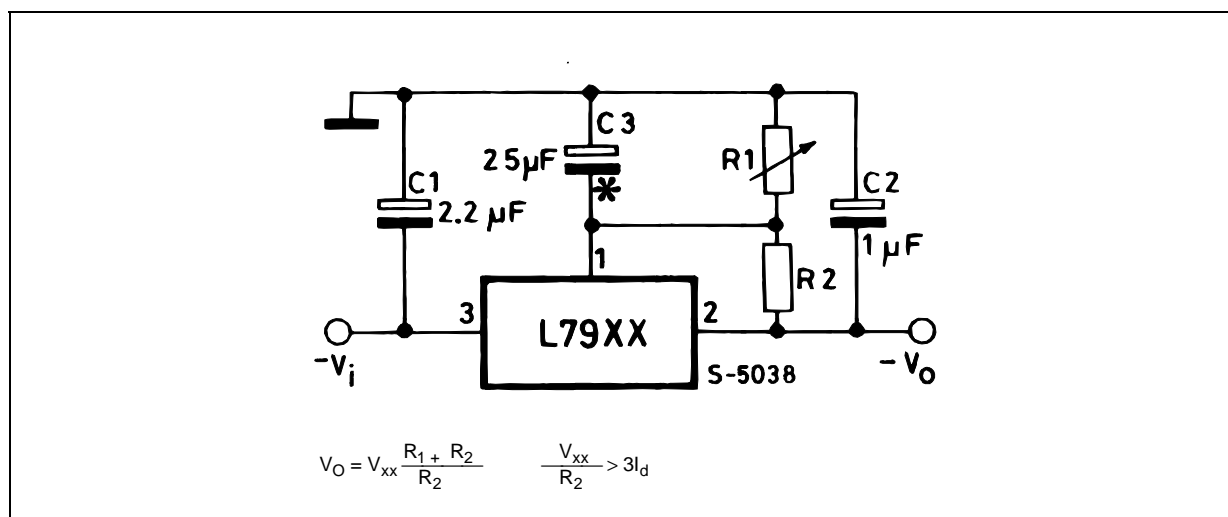 C3
25μF
*
R1
C1
2.2 μF
C2
1 μF
1
R2
3
L79XX
2
-Vi
S-5038
-Vo
VO = Vxx R1 + R2 / R2
Vxx / R2 > 3Id